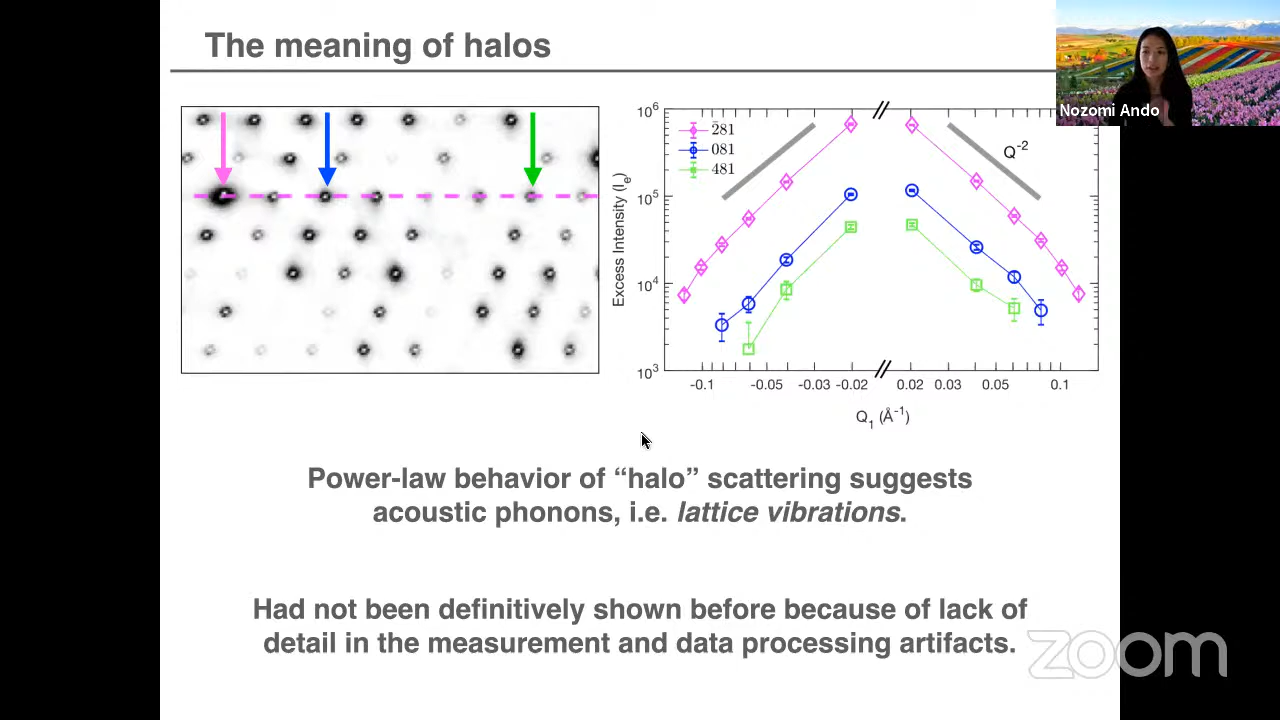 The meaning of halos
Nozomi Ando
10⁶
10⁵
10⁴
10³
Excess Intensity (Iₑ)
2̅81
081
481
Q⁻²
-0.1 -0.05 -0.03 -0.02 0.02 0.03 0.05 0.1
Q₁ (Å⁻¹)
Power-law behavior of “halo” scattering suggests
acoustic phonons, i.e. lattice vibrations.
Had not been definitively shown before because of lack of
detail in the measurement and data processing artifacts.
zoom